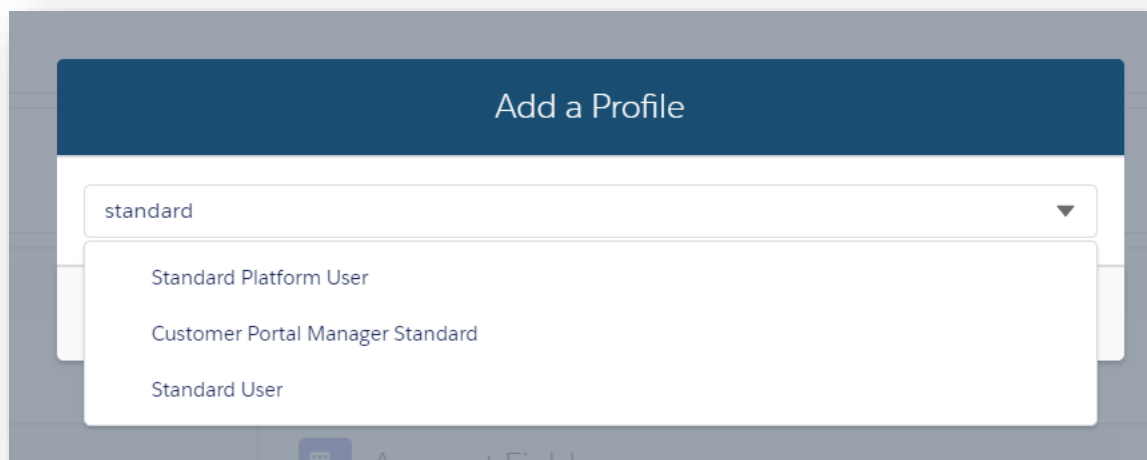 Add a Profile
standard
Standard Platform User
Customer Portal Manager Standard
Standard User